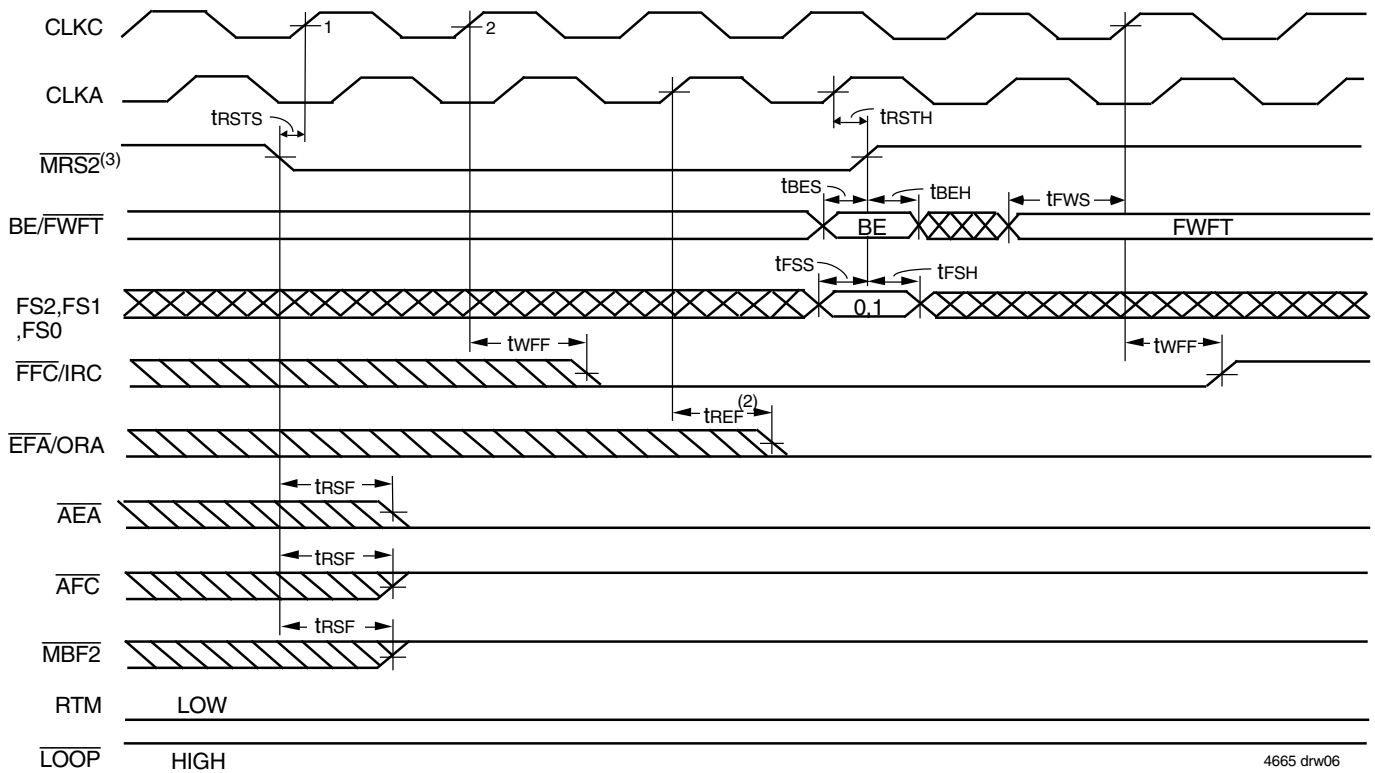 CLKC 1 2
CLKA
tRSTS tRSTH
MRS2(3)
tBES tBEH tFWS
BE/FWFT BE FWFT
tFSS tFSH
FS2,FS1 0,1
,FS0
tWFF tWFF
FFC/IRC
tREF(2)
EFA/ORA
tRSF
AEA
tRSF
AFC
tRSF
MBF2
RTM LOW
LOOP HIGH 4665 drw06